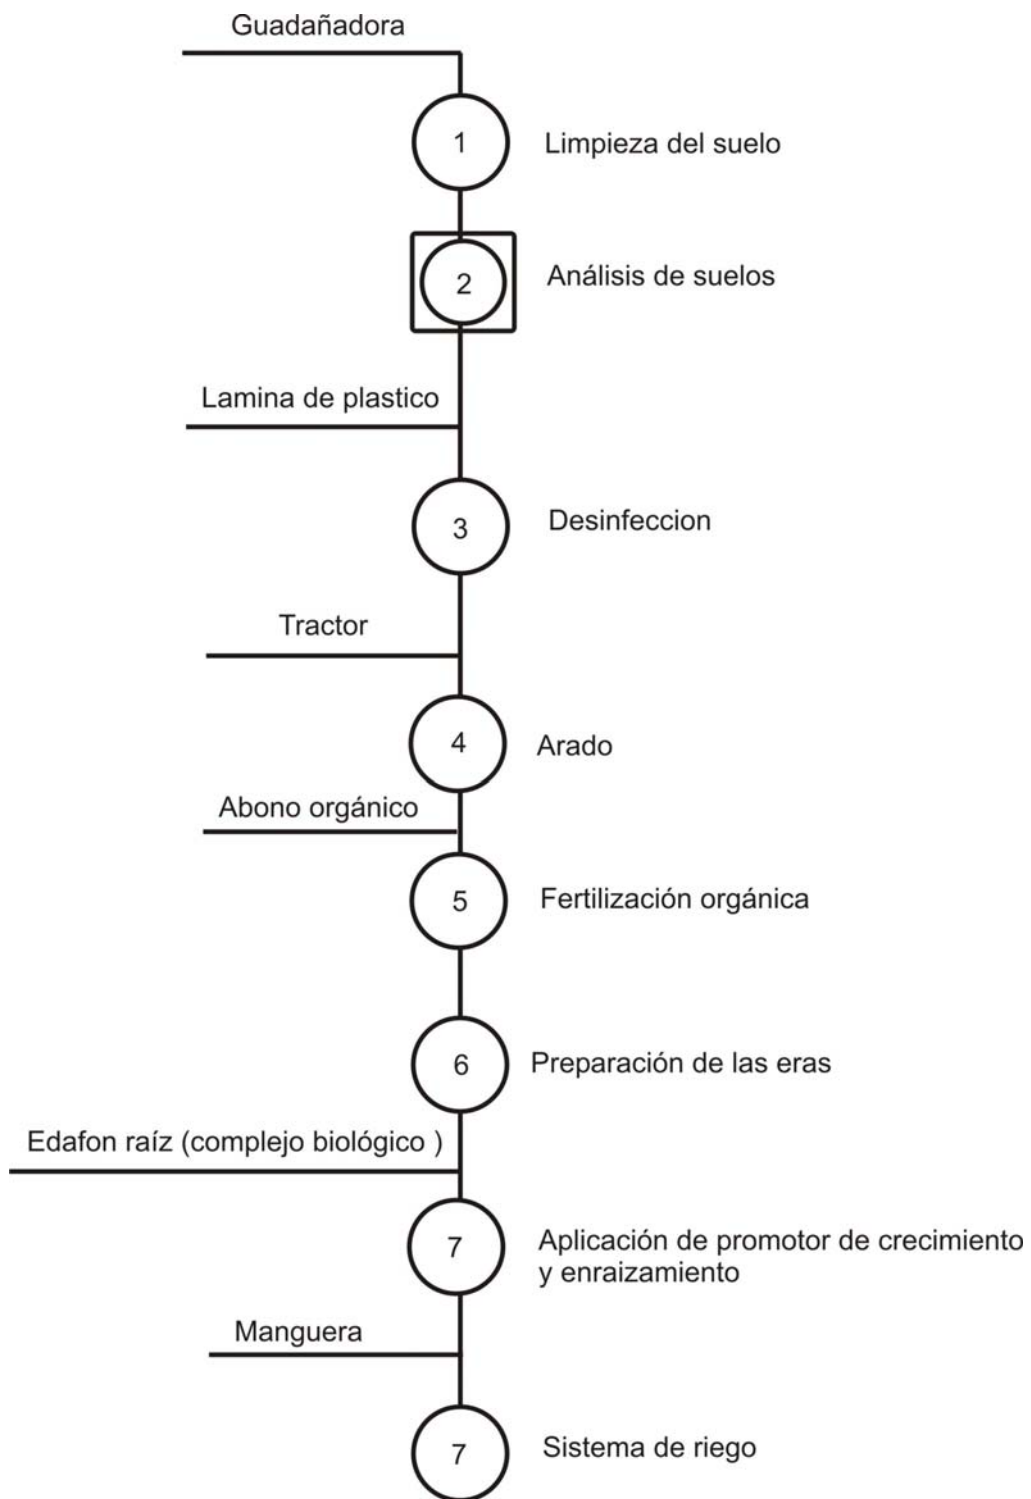 Guadañadora
1
Limpieza del suelo
2
Análisis de suelos
Lamina de plastico
3
Desinfeccion
Tractor
4
Arado
Abono orgánico
5
Fertilización orgánica
6
Preparación de las eras
Edafon raíz (complejo biológico )
7
Aplicación de promotor de crecimiento
y enraizamiento
Manguera
7
Sistema de riego